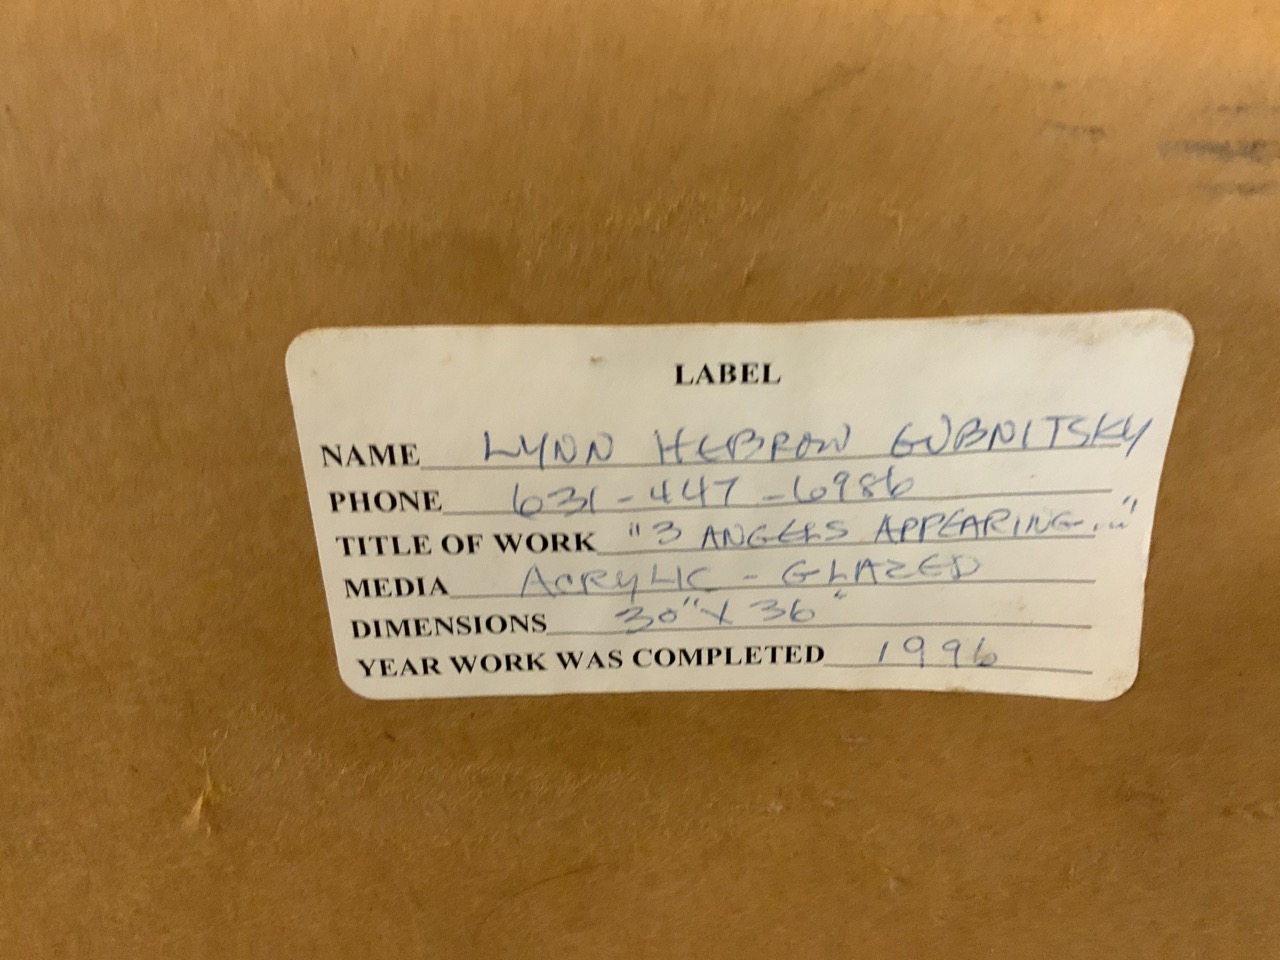 LABEL
NAME LYNN HEBRON GUBNITSKY
PHONE 631-447-6986
TITLE OF WORK "3 ANGELS APPEARING..."
MEDIA ACRYLIC - GLAZED
DIMENSIONS 30" X 36"
YEAR WORK WAS COMPLETED 1996